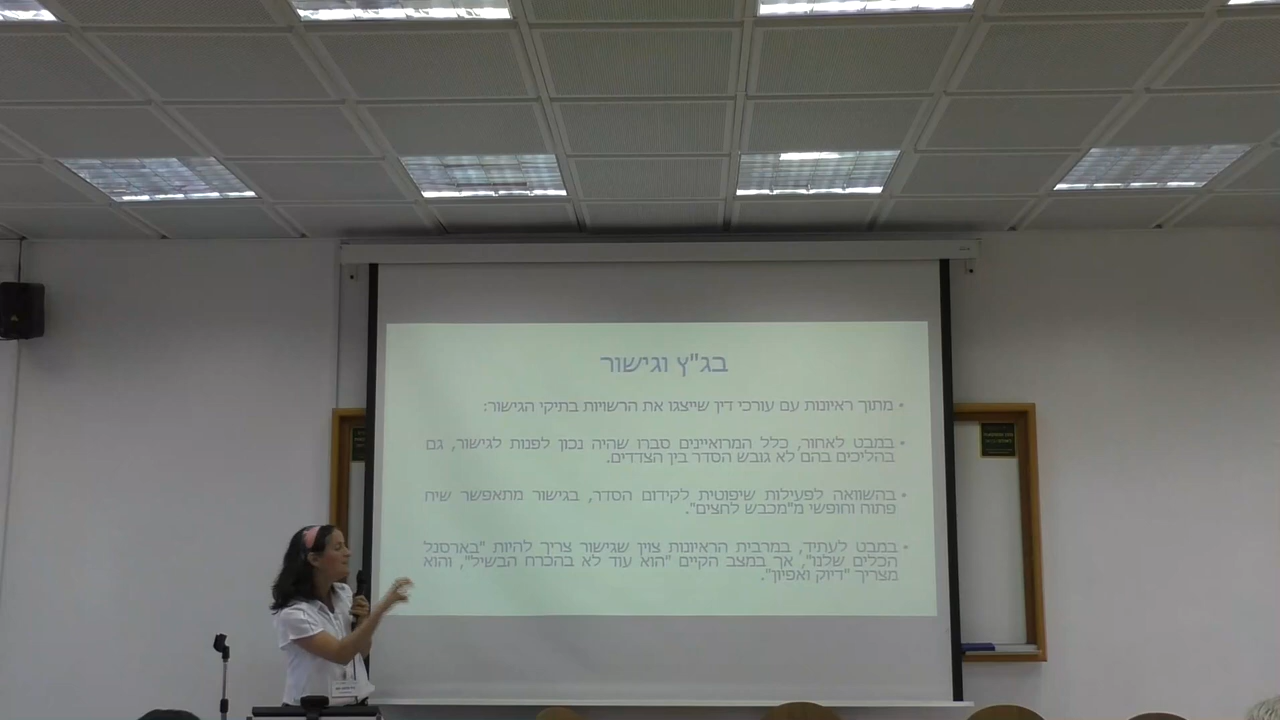 בג"ץ וגישור
• מתוך ראיונות עם עורכי דין שייצגו את הרשויות בתיקי הגישור:
• במבט לאחור, כלל המרואיינים סברו שהיה נכון לפנות לגישור, גם
בהליכים בהם לא גובש הסדר בין הצדדים.
• בהשוואה לפעילות שיפוטית לקידום הסדר, בגישור מתאפשר שיח
פתוח וחופשי מ"מכבש לחצים".
• במבט לעתיד, במרבית הראיונות צוין שגישור צריך להיות "בארסנל
הכלים שלנו", אך במצב הקיים "הוא עוד לא בהכרח הבשיל", והוא
מצריך "דיוק ואפיון".